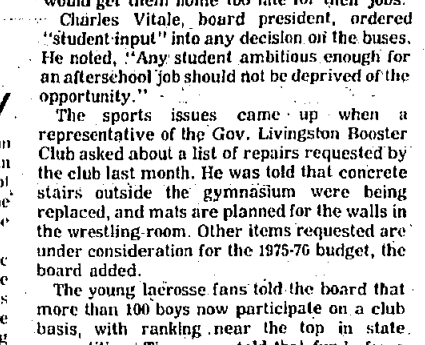 would get them home too late for their jobs.
Charles Vitale, board president, ordered
"student input" into any decision on the buses.
He noted, "Any student ambitious enough for
an afterschool job should not be deprived of the
opportunity."
The sports issues came up when a
representative of the Gov. Livingston Booster
Club asked about a list of repairs requested by
the club last month. He was told that concrete
stairs outside the gymnasium were being
replaced, and mats are planned for the walls in
the wrestling-room. Other items requested are
under consideration for the 1975-76 budget, the
board added.
The young lacrosse fans told the board that
more than 100 boys now participate on a club
basis, with ranking near the top in state